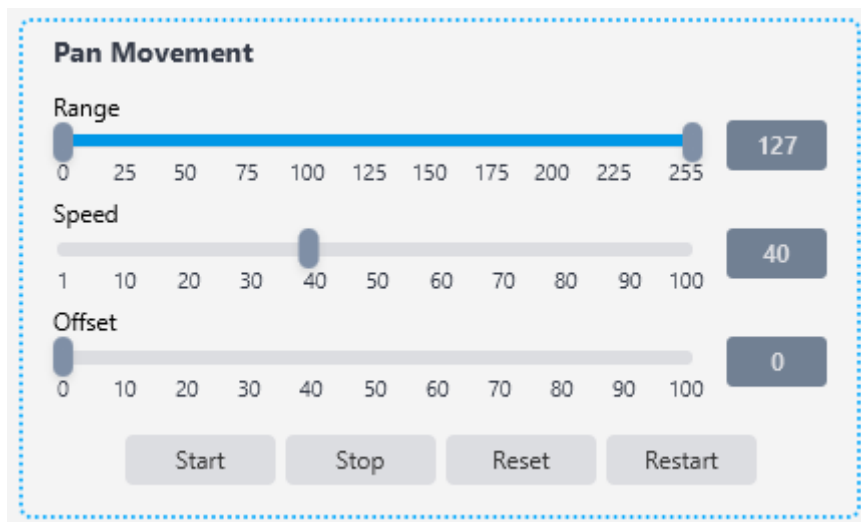 Pan Movement
Range
127
0 25 50 75 100 125 150 175 200 225 255
Speed
40
1 10 20 30 40 50 60 70 80 90 100
Offset
0
0 10 20 30 40 50 60 70 80 90 100
Start Stop Reset Restart